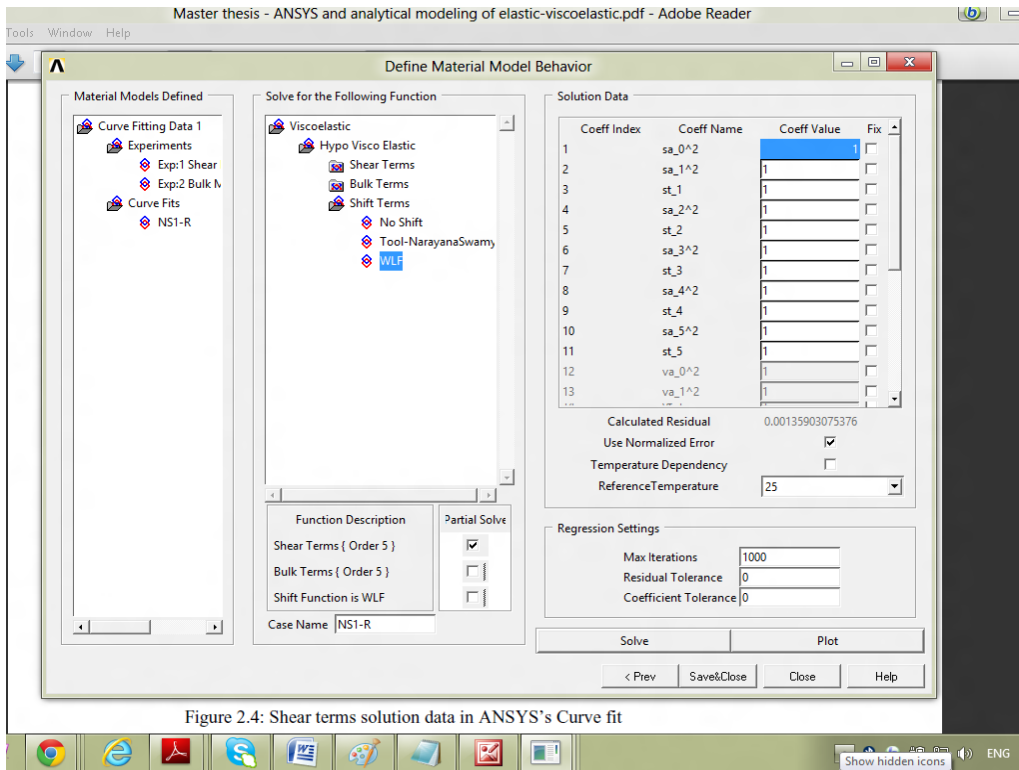 Master thesis - ANSYS and analytical modeling of elastic-viscoelastic.pdf - Adobe Reader
Tools Window Help
Define Material Model Behavior
Material Models Defined
Curve Fitting Data 1
Experiments
Exp:1 Shear
Exp:2 Bulk M
Curve Fits
NS1-R
Solve for the Following Function
Viscoelastic
Hypo Visco Elastic
Shear Terms
Bulk Terms
Shift Terms
No Shift
Tool-NarayanaSwamy
WLF
Function Description Partial Solve
Shear Terms { Order 5 }
Bulk Terms { Order 5 }
Shift Function is WLF
Case Name NS1-R
Solution Data
Coeff Index Coeff Name Coeff Value Fix
1 sa_0^2 1
2 sa_1^2 1
3 st_1 1
4 sa_2^2 1
5 st_2 1
6 sa_3^2 1
7 st_3 1
8 sa_4^2 1
9 st_4 1
10 sa_5^2 1
11 st_5 1
12 va_0^2 1
13 va_1^2 1
Calculated Residual 0.00135903075376
Use Normalized Error
Temperature Dependency
ReferenceTemperature 25
Regression Settings
Max Iterations 1000
Residual Tolerance 0
Coefficient Tolerance 0
Solve Plot
< Prev Save&Close Close Help
Figure 2.4: Shear terms solution data in ANSYS's Curve fit
ENG
Show hidden icons